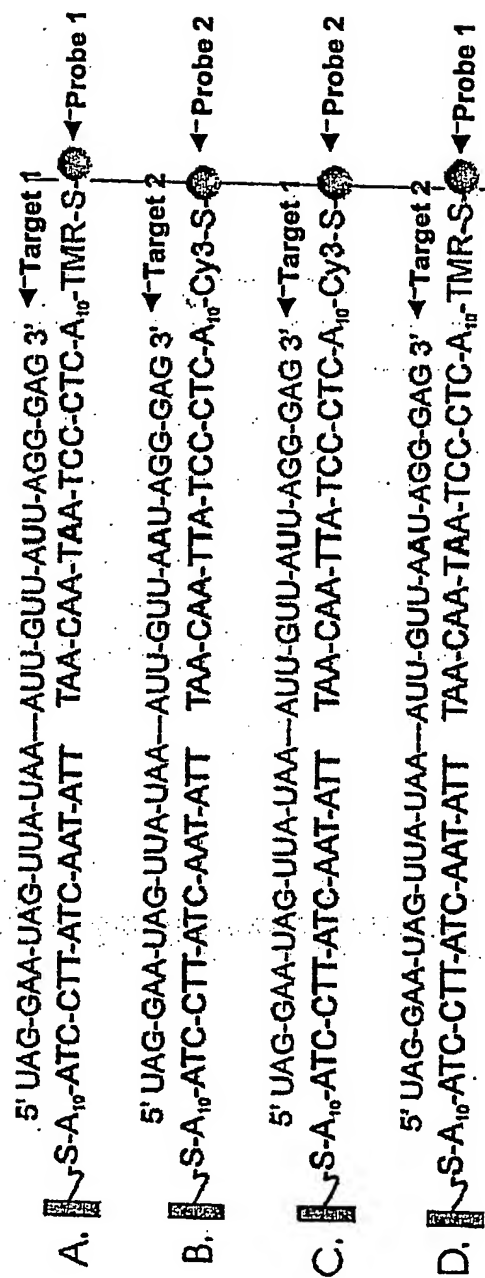 5' UAG-GAA-UAG-UUA-UAA—AUU-GUU-AUU-AGG-GAG 3' Target 1
A. S-A10-ATC-CTT-ATC-AAT-ATT TAA-CAA-TAA-TCC-CTC-A10-TMR-S Probe 1
5' UAG-GAA-UAG-UUA-UAA—AUU-GUU-AAU-AGG-GAG 3' Target 2
B. S-A10-ATC-CTT-ATC-AAT-ATT TAA-CAA-TTA-TCC-CTC-A10-Cy3-S Probe 2
5' UAG-GAA-UAG-UUA-UAA—AUU-GUU-AUU-AGG-GAG 3' Target 1
C. S-A10-ATC-CTT-ATC-AAT-ATT TAA-CAA-TTA-TCC-CTC-A10-Cy3-S Probe 2
5' UAG-GAA-UAG-UUA-UAA—AUU-GUU-AAU-AGG-GAG 3' Target 2
D. S-A10-ATC-CTT-ATC-AAT-ATT TAA-CAA-TAA-TCC-CTC-A10-TMR-S Probe 1